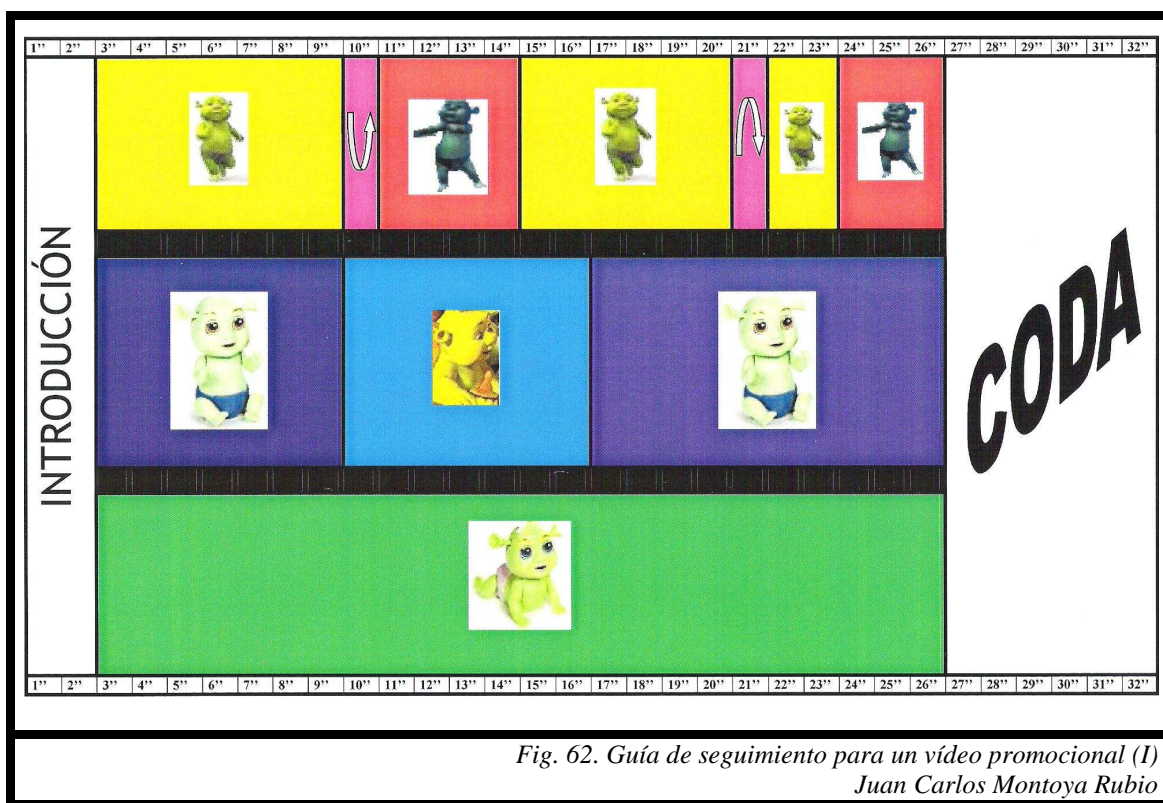 1’’ 2’’ 3’’ 4’’ 5’’ 6’’ 7’’ 8’’ 9’’ 10’’ 11’’ 12’’ 13’’ 14’’ 15’’ 16’’ 17’’ 18’’ 19’’ 20’’ 21’’ 22’’ 23’’ 24’’ 25’’ 26’’ 27’’ 28’’ 29’’ 30’’ 31’’ 32’’
INTRODUCCIÓN
CODA
1’’ 2’’ 3’’ 4’’ 5’’ 6’’ 7’’ 8’’ 9’’ 10’’ 11’’ 12’’ 13’’ 14’’ 15’’ 16’’ 17’’ 18’’ 19’’ 20’’ 21’’ 22’’ 23’’ 24’’ 25’’ 26’’ 27’’ 28’’ 29’’ 30’’ 31’’ 32’’
Fig. 62. Guía de seguimiento para un vídeo promocional (I)
Juan Carlos Montoya Rubio